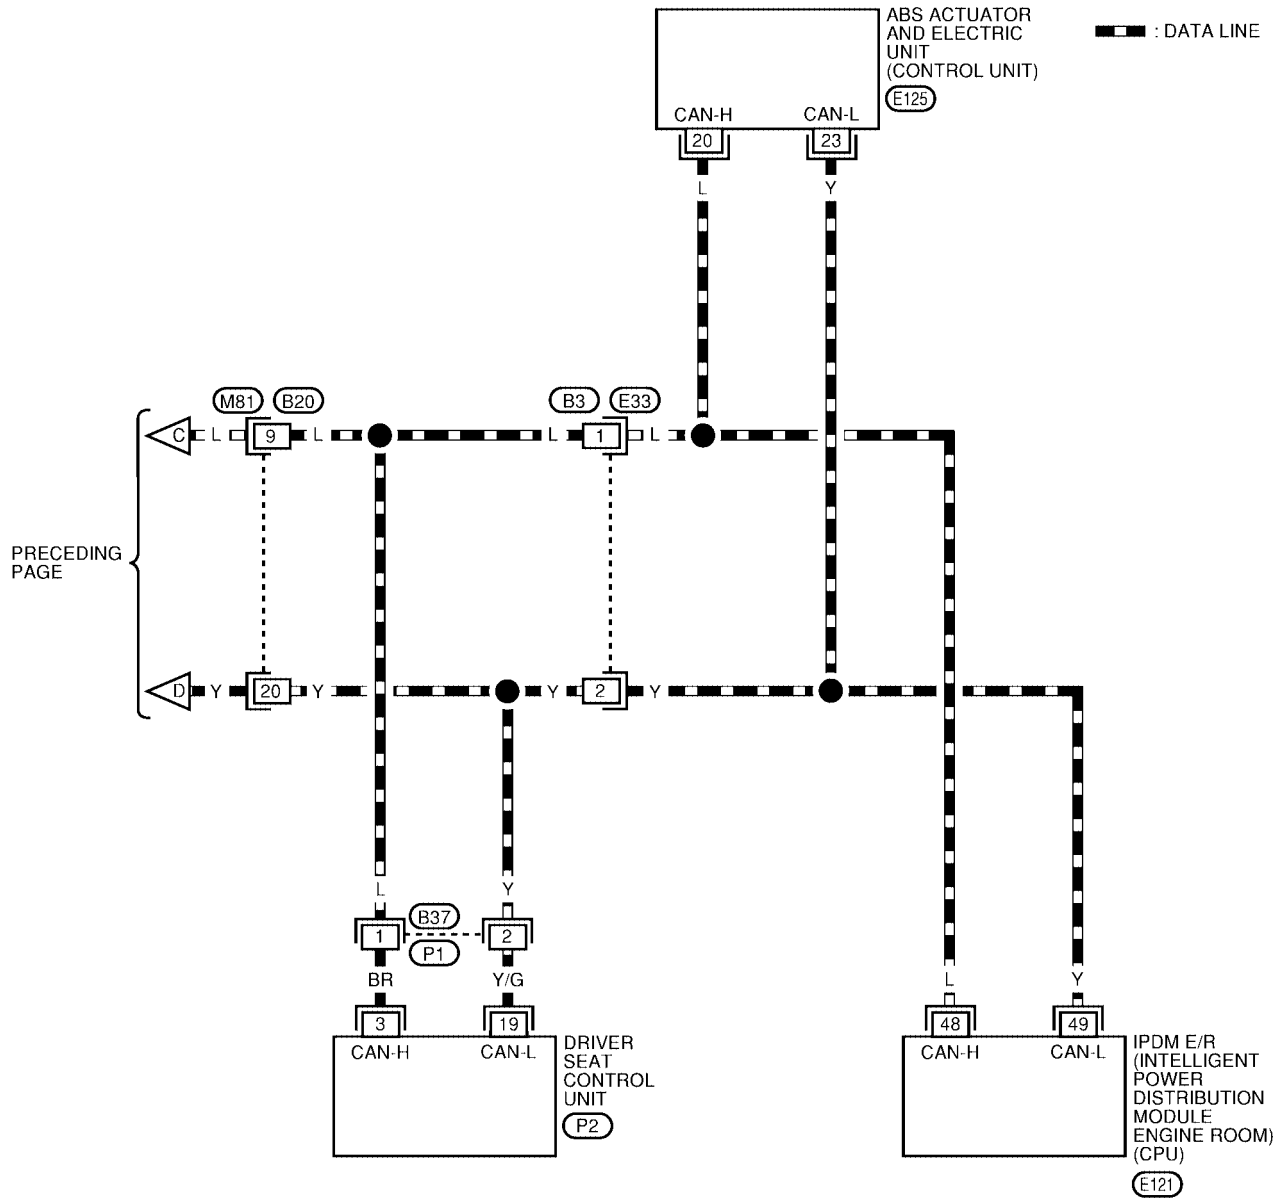 ABS ACTUATOR
AND ELECTRIC
UNIT
(CONTROL UNIT)
E125
: DATA LINE
CAN-H CAN-L
20 23
L Y
M81 B20 B3 E33
C L 9 L L 1 L
PRECEDING
PAGE
D Y 20 Y Y 2 Y
L Y
B37
1 2
P1
BR Y/G
L Y
3 19
48 49
CAN-H CAN-L
DRIVER
SEAT
CONTROL
UNIT
P2
CAN-H CAN-L
IPDM E/R
(INTELLIGENT
POWER
DISTRIBUTION
MODULE
ENGINE ROOM)
(CPU)
E121